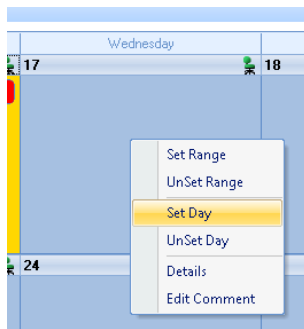 Wednesday
17
18
Set Range
UnSet Range
Set Day
UnSet Day
24
Details
Edit Comment